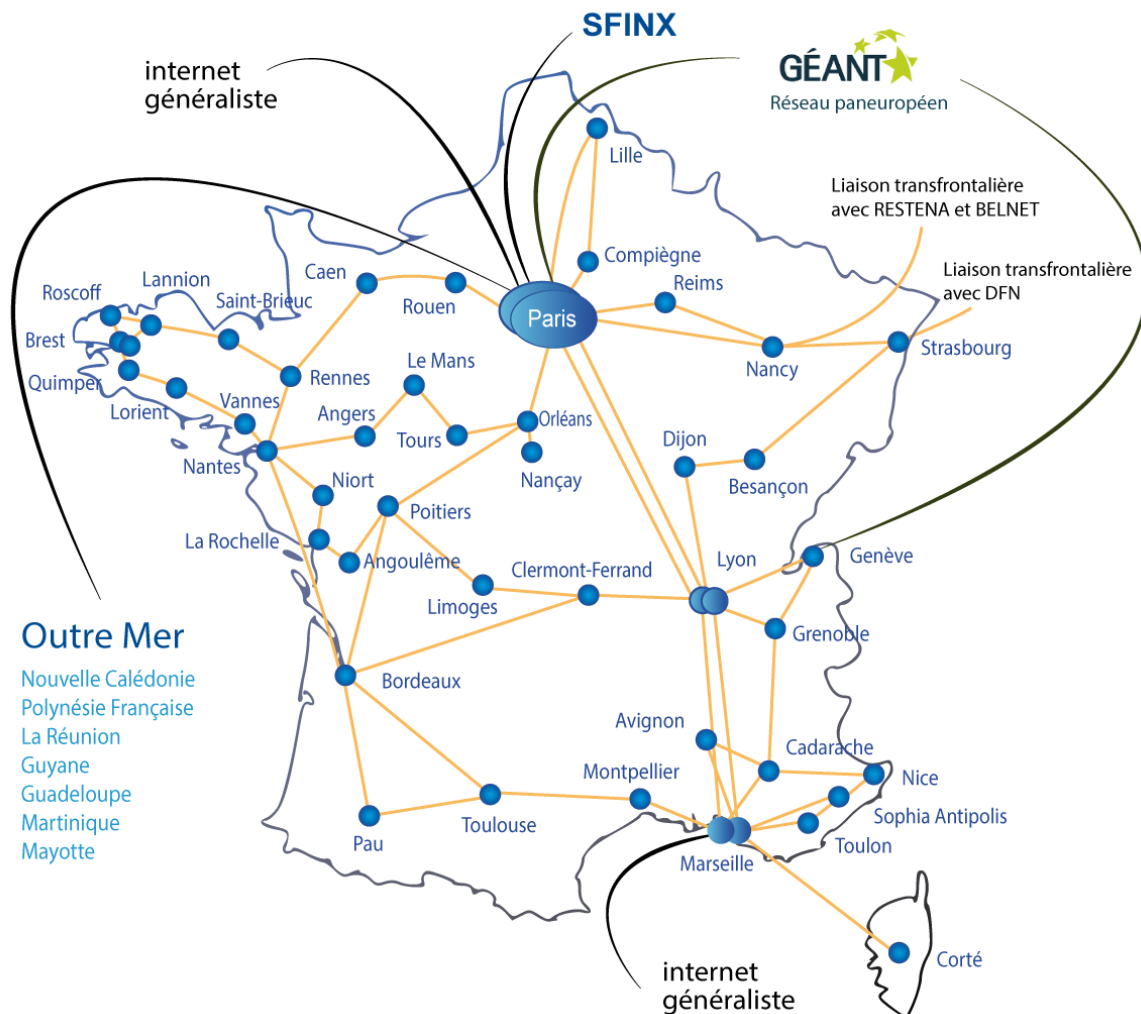 SFINX
internet
généraliste
GÉANT
Réseau paneuropéen
Lille
Liaison transfrontalière
avec RESTENA et BELNET
Compiègne
Liaison transfrontalière
avec DFN
Caen
Lannion
Reims
Roscoff
Saint-Brieuc
Rouen
Paris
Brest
Strasbourg
Le Mans
Nancy
Rennes
Quimper
Vannes
Lorient
Angers
Orléans
Tours
Dijon
Nantes
Nançay
Besançon
Niort
Poitiers
La Rochelle
Angoulême
Clermont-Ferrand
Lyon
Genève
Limoges
Grenoble
Outre Mer
Nouvelle Calédonie
Polynésie Française
La Réunion
Guyane
Guadeloupe
Martinique
Mayotte
Bordeaux
Avignon
Cadarache
Montpellier
Nice
Sophia Antipolis
Toulouse
Pau
Toulon
Marseille
Corté
internet
généraliste